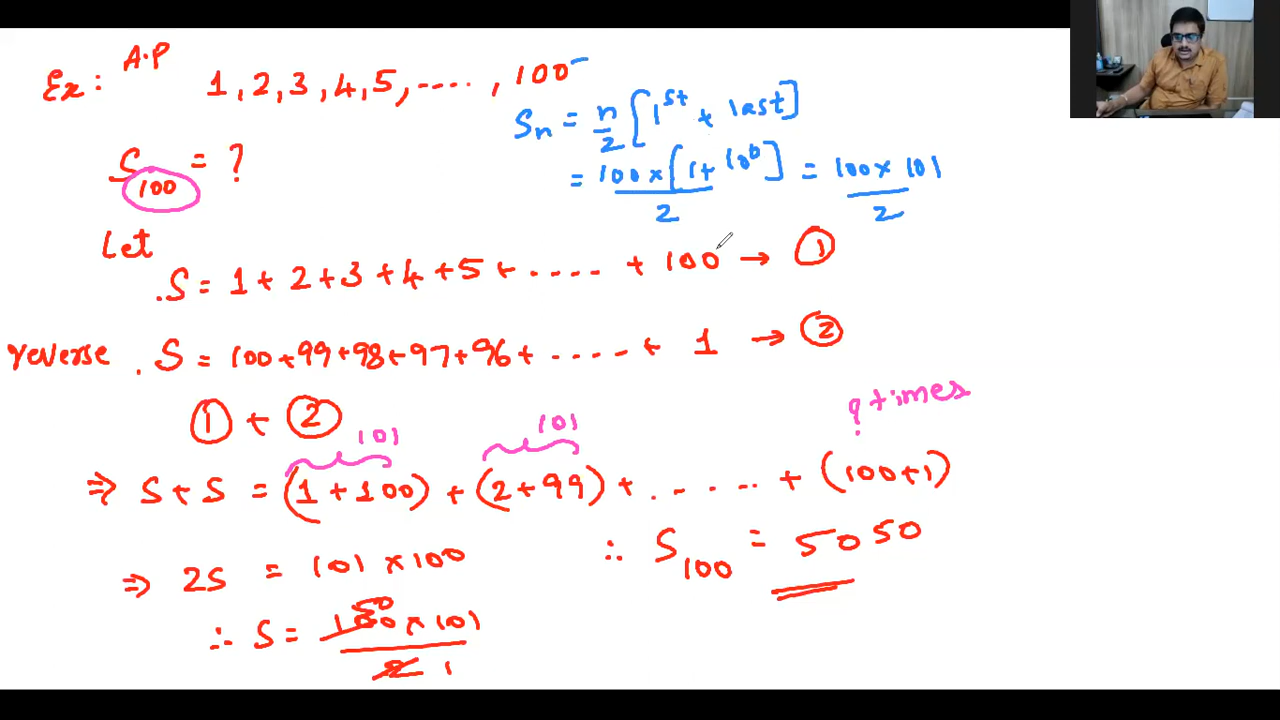 Ex: A.P 1, 2, 3, 4, 5, ....., 100
S₁₀₀ = ?
Sₙ = n/2 [1st + last]
= 100 × [1 + 100] / 2 = 100 × 101 / 2
Let
S = 1 + 2 + 3 + 4 + 5 + ..... + 100 → ①
reverse S = 100 + 99 + 98 + 97 + 96 + ..... + 1 → ②
① + ②
101 101 ? times
⇒ S + S = (1 + 100) + (2 + 99) + ...... + (100 + 1)
⇒ 2S = 101 × 100
∴ S = 100 × 101 / 2
50
1
∴ S₁₀₀ = 5050